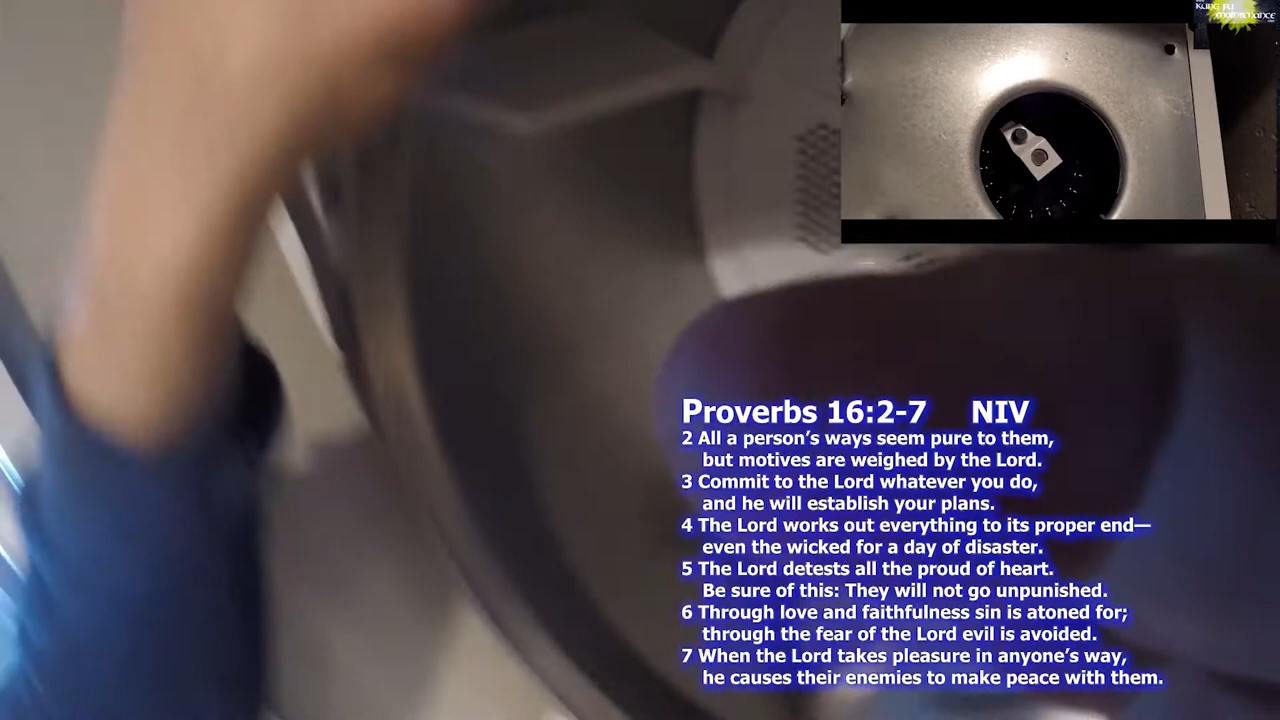 KUNG FU
MAINTENANCE
Proverbs 16:2-7 NIV
2 All a person's ways seem pure to them,
but motives are weighed by the Lord.
3 Commit to the Lord whatever you do,
and he will establish your plans.
4 The Lord works out everything to its proper end—
even the wicked for a day of disaster.
5 The Lord detests all the proud of heart.
Be sure of this: They will not go unpunished.
6 Through love and faithfulness sin is atoned for;
through the fear of the Lord evil is avoided.
7 When the Lord takes pleasure in anyone's way,
he causes their enemies to make peace with them.